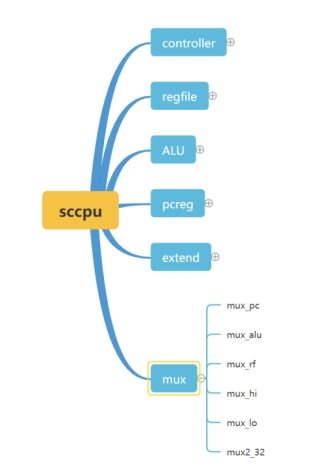 controller
regfile
ALU
sccpu
pcreg
extend
mux
mux_pc
mux_alu
mux_rf
mux_hi
mux_lo
mux2_32